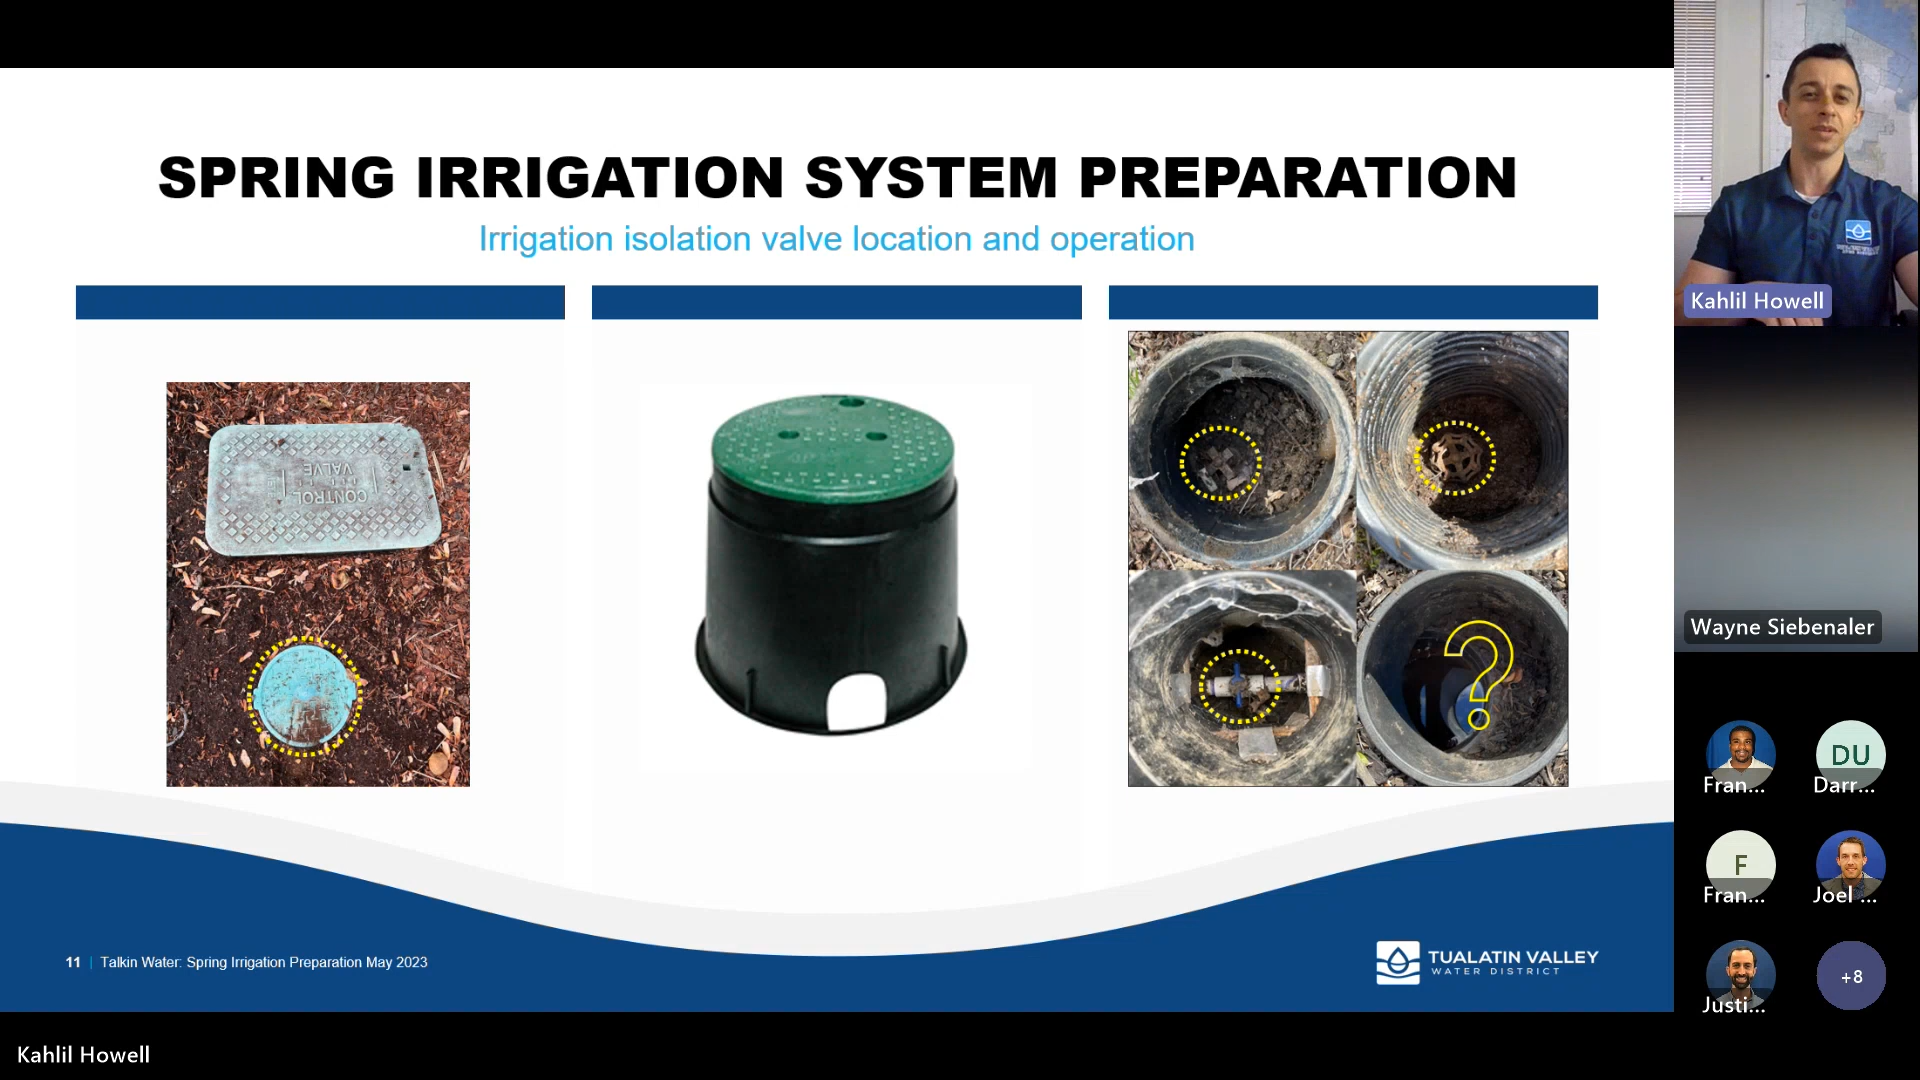 SPRING IRRIGATION SYSTEM PREPARATION
Irrigation isolation valve location and operation
CONTROL
VALVE
11 | Talkin Water: Spring Irrigation Preparation May 2023
TUALATIN VALLEY
WATER DISTRICT
Kahlil Howell
Wayne Siebenaler
Fran...
DU
Darr...
F
Fran...
Joel ...
Justi...
+8
Kahlil Howell